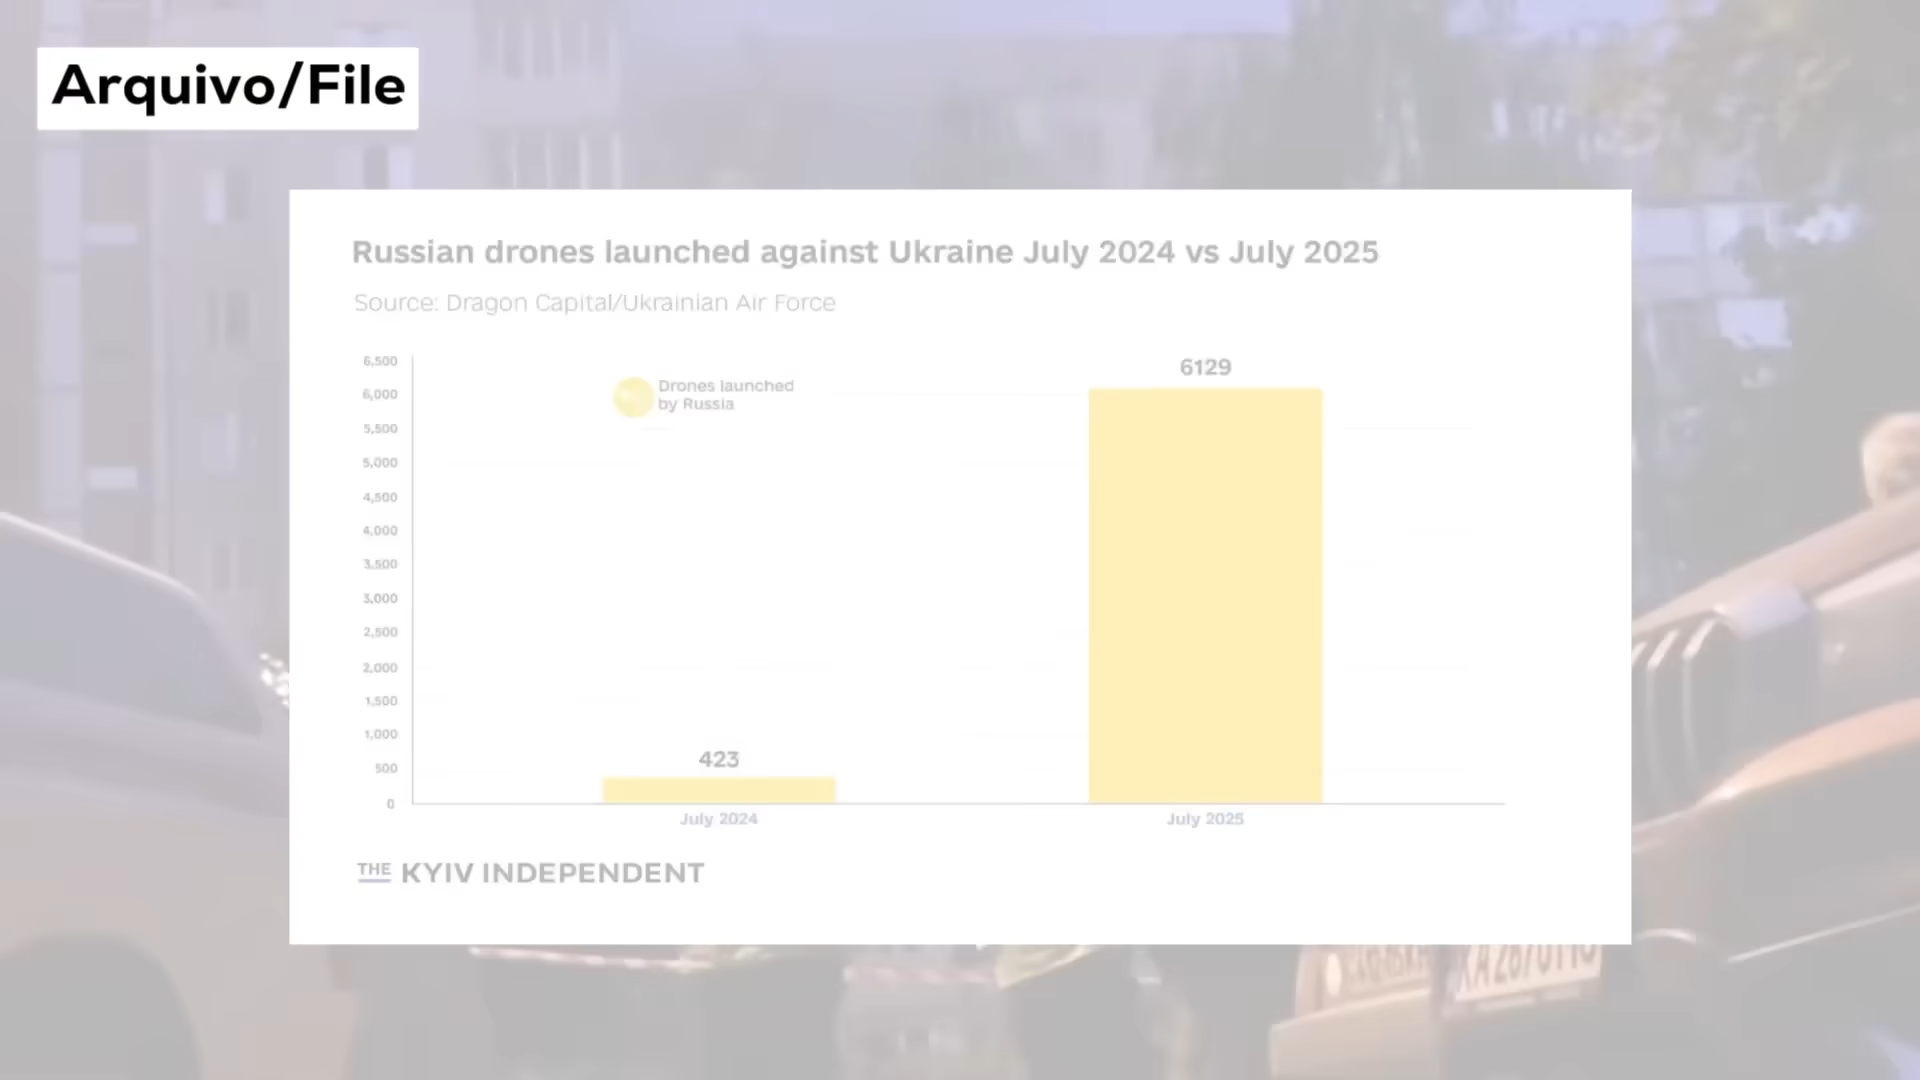 Arquivo/File
Russian drones launched against Ukraine July 2024 vs July 2025
Source: Dragon Capital/Ukrainian Air Force
6,500
6,000
5,500
5,000
4,500
4,000
3,500
3,000
2,500
2,000
1,500
1,000
500
0
Drones launched
by Russia
423
6129
July 2024
July 2025
THE KYIV INDEPENDENT